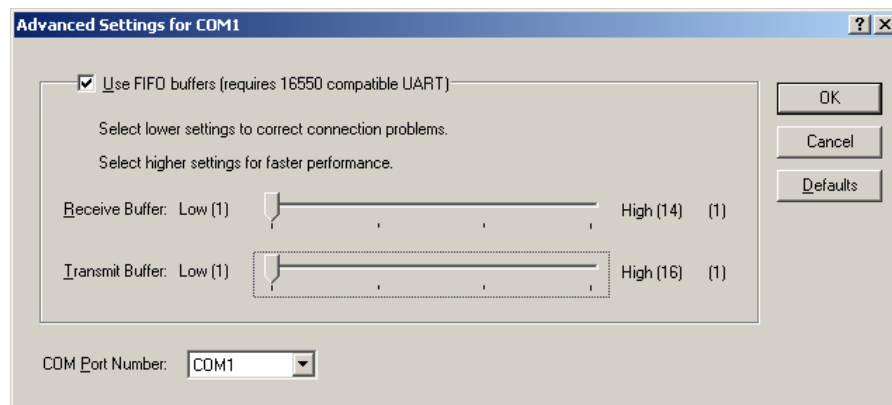 Advanced Settings for COM1
Use FIFO buffers (requires 16550 compatible UART)
OK
Select lower settings to correct connection problems.
Cancel
Select higher settings for faster performance.
Defaults
Receive Buffer: Low (1) High (14) (1)
Transmit Buffer: Low (1) High (16) (1)
COM Port Number: COM1